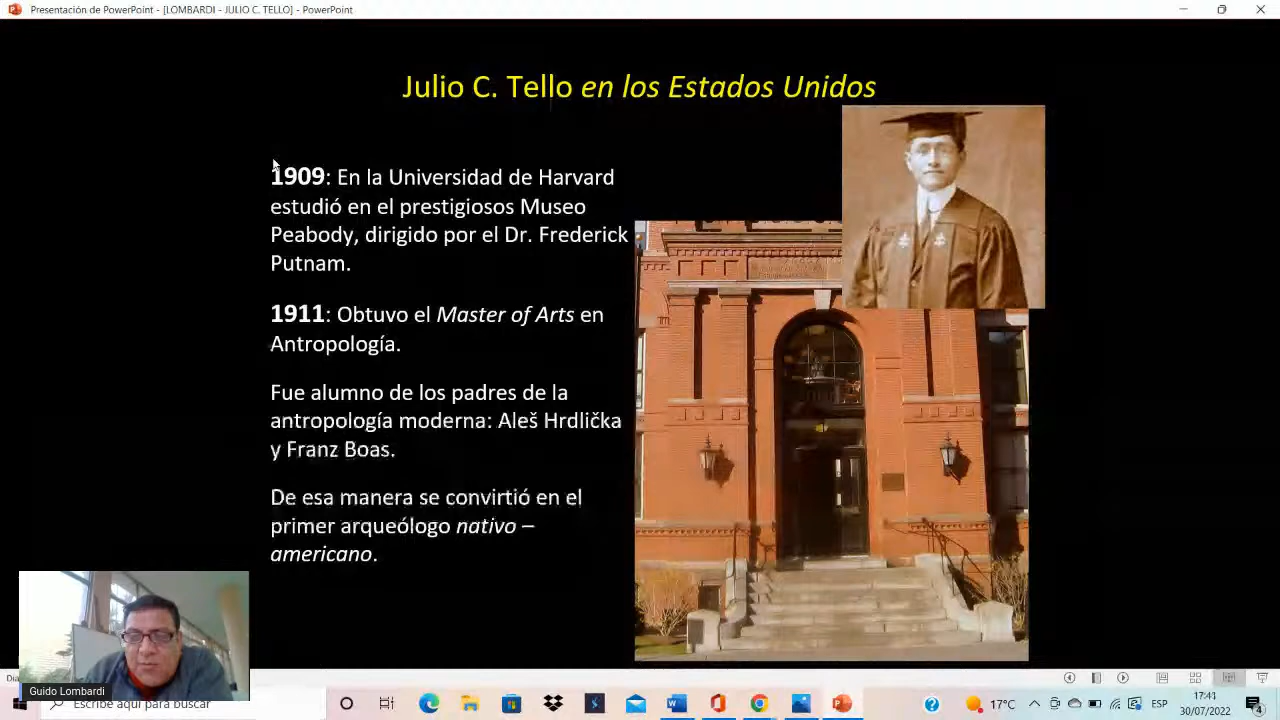 Presentación de PowerPoint - [LOMBARDI - JULIO C. TELLO] - PowerPoint
Julio C. Tello en los Estados Unidos
1909: En la Universidad de Harvard
estudió en el prestigiosos Museo
Peabody, dirigido por el Dr. Frederick
Putnam.
1911: Obtuvo el Master of Arts en
Antropología.
Fue alumno de los padres de la
antropología moderna: Aleš Hrdlička
y Franz Boas.
De esa manera se convirtió en el
primer arqueólogo nativo –
americano.
Guido Lombardi
Escribe aquí para buscar
17°C
ESP
17:41
30/07/2022
4